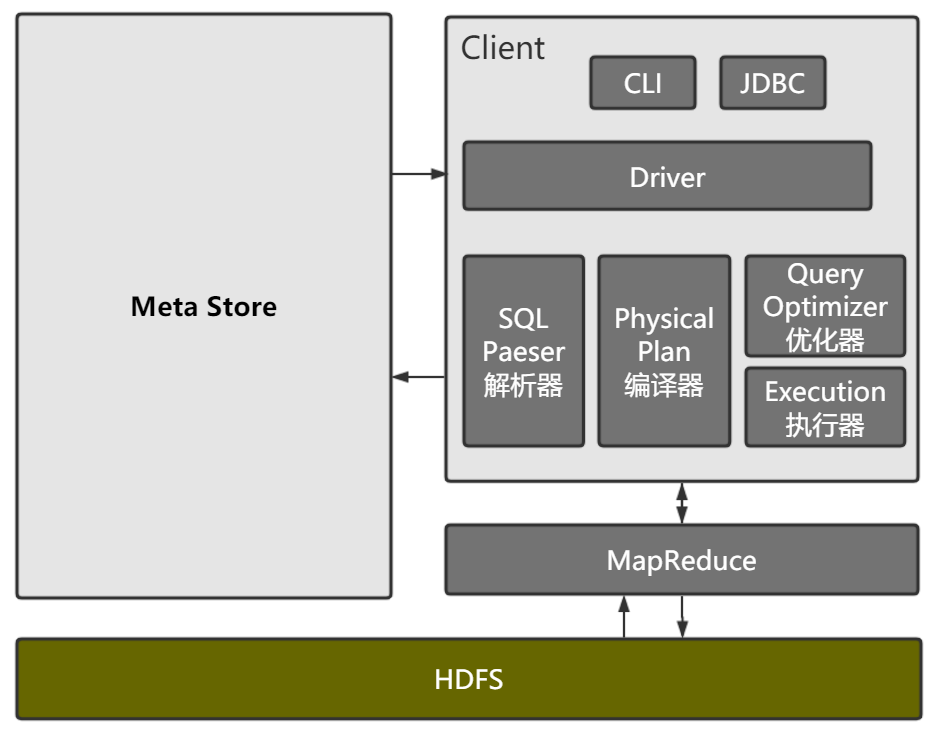 Client
CLI
JDBC
Driver
Meta Store
SQL
Paeser
解析器
Physical
Plan
编译器
Query
Optimizer
优化器
Execution
执行器
MapReduce
HDFS